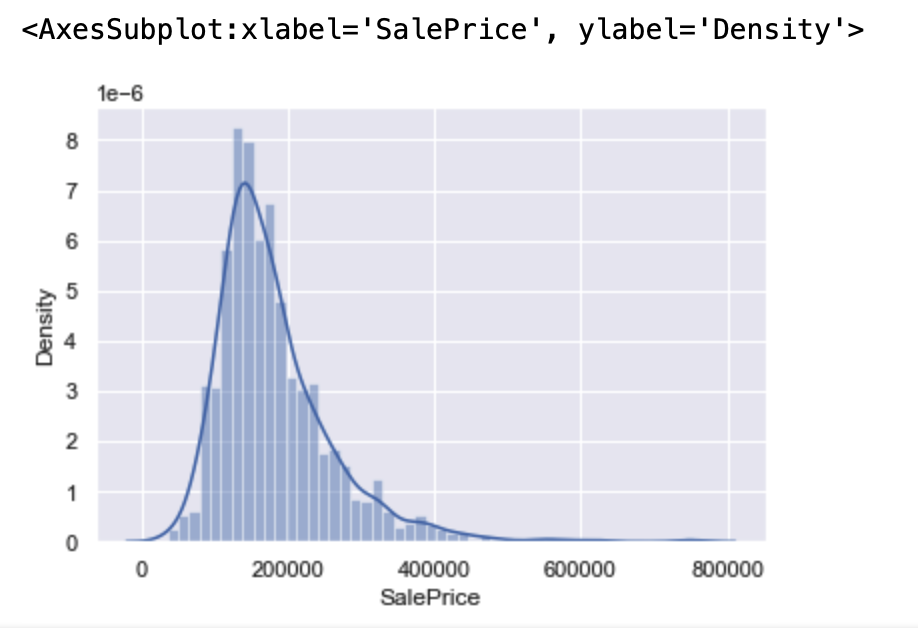 <AxesSubplot:xlabel='SalePrice', ylabel='Density'>
1e−6
8
7
6
5
4
3
2
1
0
Density
0 200000 400000 600000 800000
SalePrice